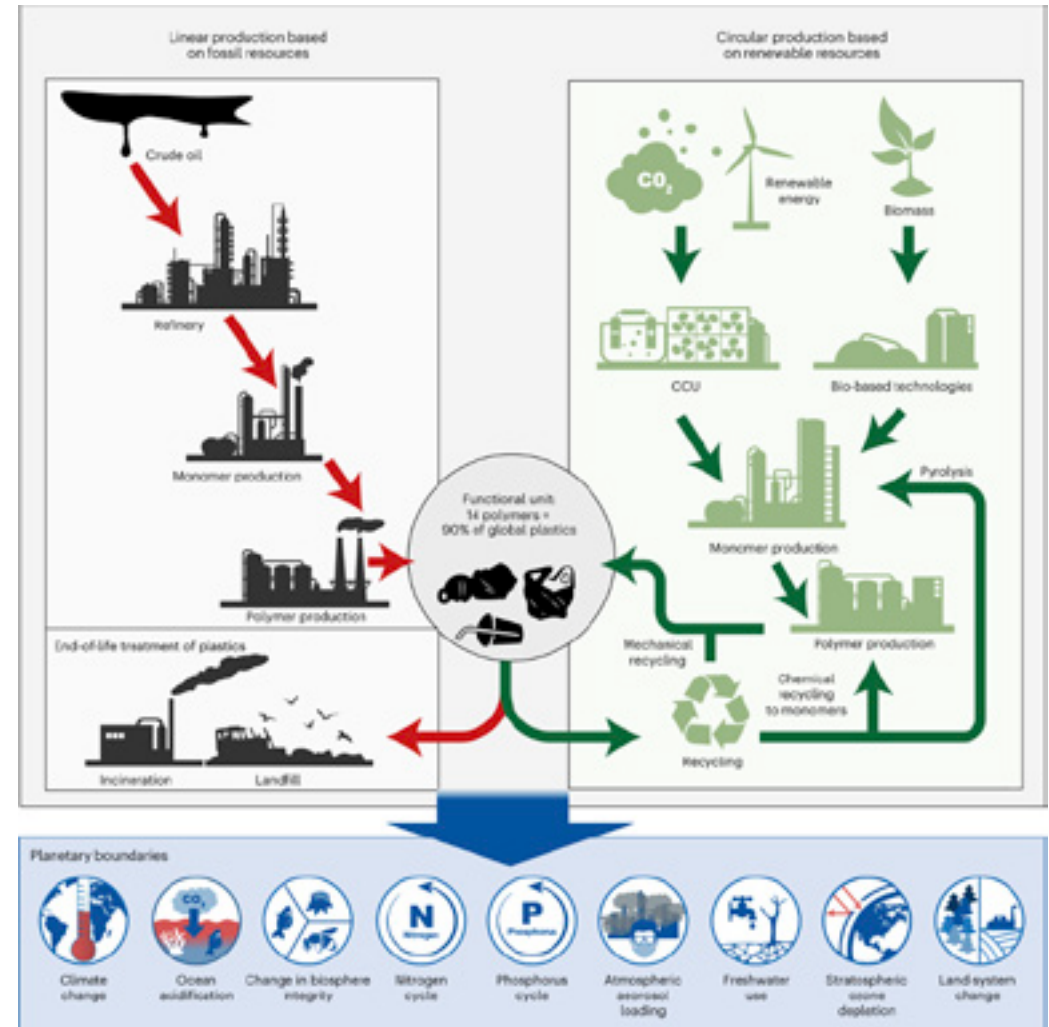 Linear production based
on fossil resources
Crude oil
Refinery
Monomer production
Polymer production
End-of-life treatment of plastics
Incineration
Landfill
Functional unit:
14 polymers =
90% of global plastics
Circular production based
on renewable resources
CO2
Renewable
energy
Biomass
CCU
Bio-based technologies
Pyrolysis
Monomer production
Polymer production
Mechanical
recycling
Chemical
recycling
to monomers
Recycling
Planetary boundaries
CO2
N
Nitrogen
P
Phosphorus
Climate
change
Ocean
acidification
Change in biosphere
integrity
Nitrogen
cycle
Phosphorus
cycle
Atmospheric
aerosol
loading
Freshwater
use
Stratospheric
ozone
depletion
Land-system
change